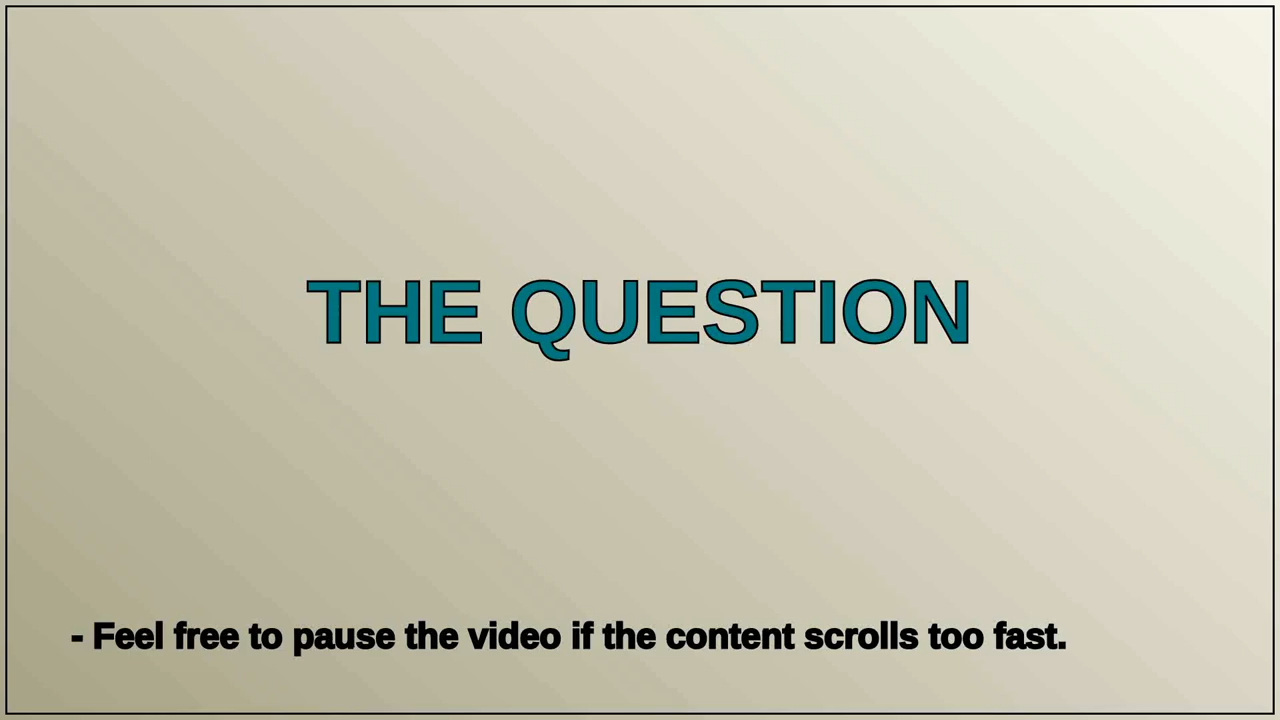 THE QUESTION
- Feel free to pause the video if the content scrolls too fast.